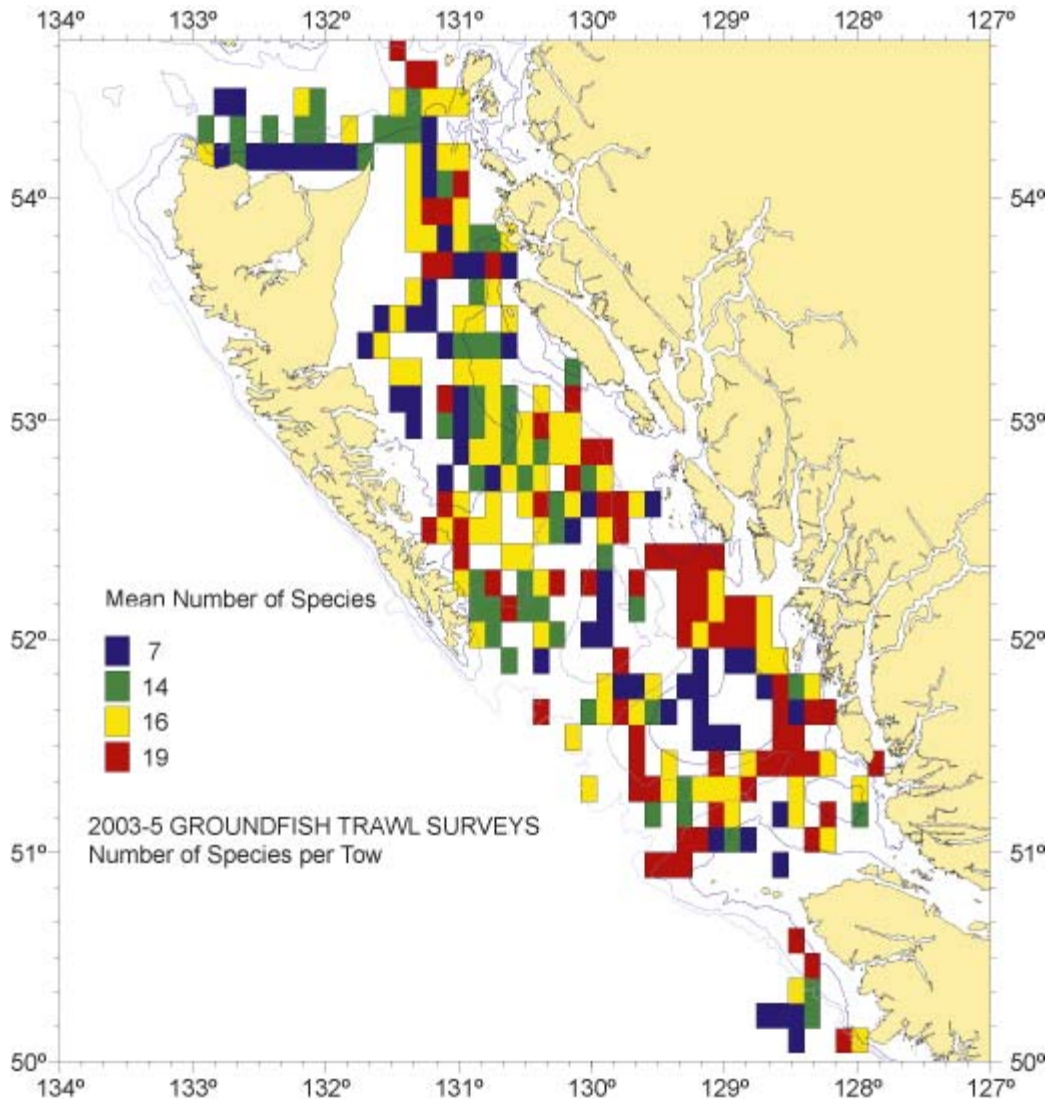 134º 133º 132º 131º 130º 129º 128º 127º
54º 54º
53º 53º
Mean Number of Species
52º 52º
7
14
16
19
2003-5 GROUNDFISH TRAWL SURVEYS
Number of Species per Tow
51º 51º
50º 50º
134º 133º 132º 131º 130º 129º 128º 127º